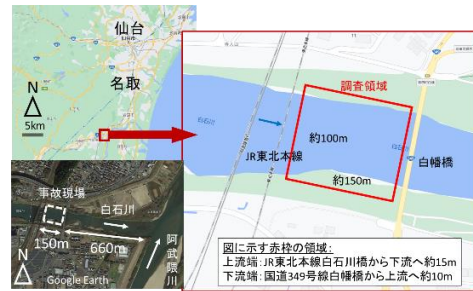 仙台
名取
N
5km
調査領域
約100m
JR東北本線
約150m
白幡橋
事故現場
白石川
150m
660m
阿武隈川
N
Google Earth
図に示す赤枠の領域:
上流端:JR東北本線白石川橋から下流へ約15m
下流端:国道349号線白幡橋から上流へ約10m